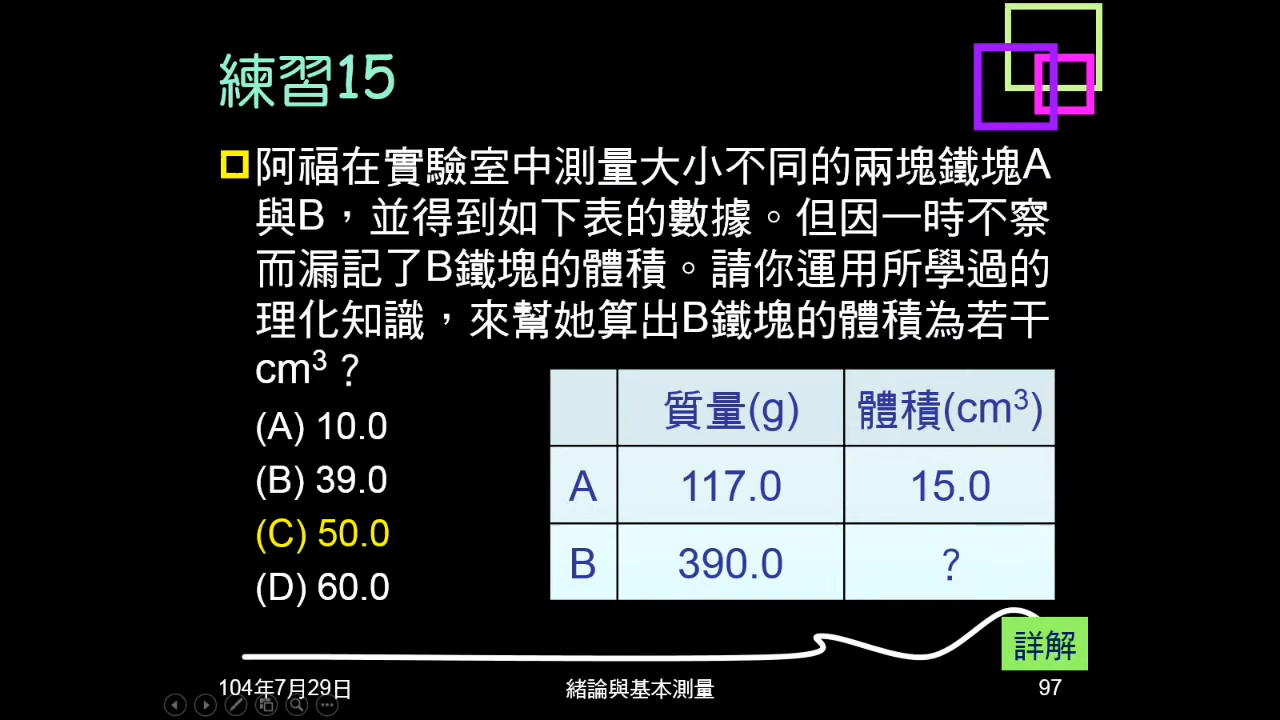 練習15
阿福在實驗室中測量大小不同的兩塊鐵塊A
與B，並得到如下表的數據。但因一時不察
而漏記了B鐵塊的體積。請你運用所學過的
理化知識，來幫她算出B鐵塊的體積為若干
cm³？
(A) 10.0
(B) 39.0
(C) 50.0
(D) 60.0
質量(g) 體積(cm³)
A 117.0 15.0
B 390.0 ？
詳解
104年7月29日 緒論與基本測量 97